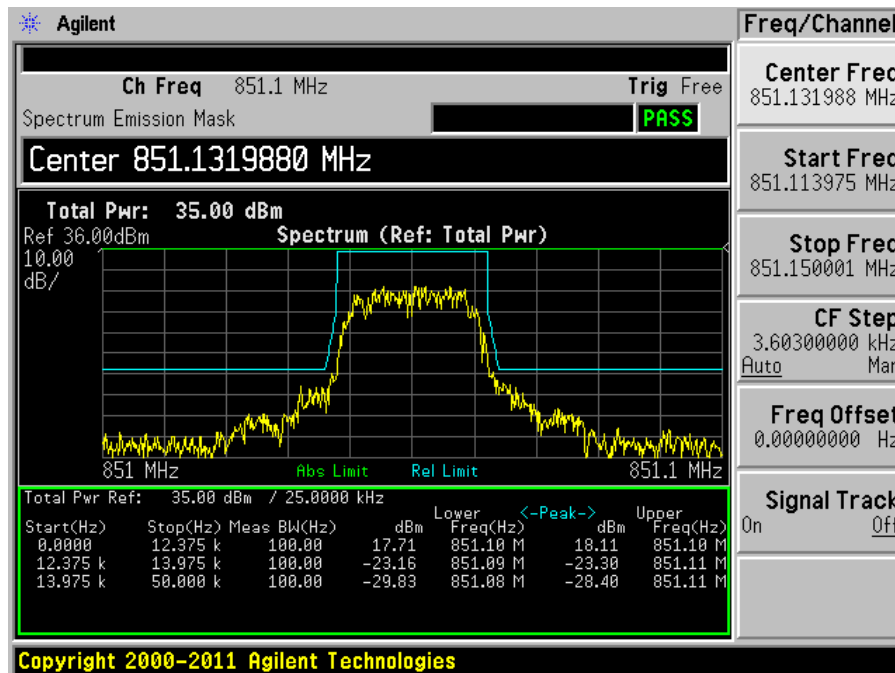 Agilent
Freq/Channel
Ch Freq 851.1 MHz Trig Free
Spectrum Emission Mask PASS
Center 851.1319880 MHz
Total Pwr: 35.00 dBm
Ref 36.00dBm Spectrum (Ref: Total Pwr)
10.00
dB/
851 MHz Abs Limit Rel Limit 851.1 MHz
Total Pwr Ref: 35.00 dBm / 25.0000 kHz
Lower <-Peak-> Upper
Start(Hz) Stop(Hz) Meas BW(Hz) dBm Freq(Hz) dBm Freq(Hz)
0.0000 12.375 k 100.00 17.71 851.10 M 18.11 851.10 M
12.375 k 13.975 k 100.00 -23.16 851.09 M -23.30 851.11 M
13.975 k 50.000 k 100.00 -29.83 851.08 M -28.40 851.11 M
Center Freq
851.131988 MHz
Start Freq
851.113975 MHz
Stop Freq
851.150001 MHz
CF Step
3.60300000 kHz
Auto Man
Freq Offset
0.00000000 Hz
Signal Track
On Off
Copyright 2000-2011 Agilent Technologies